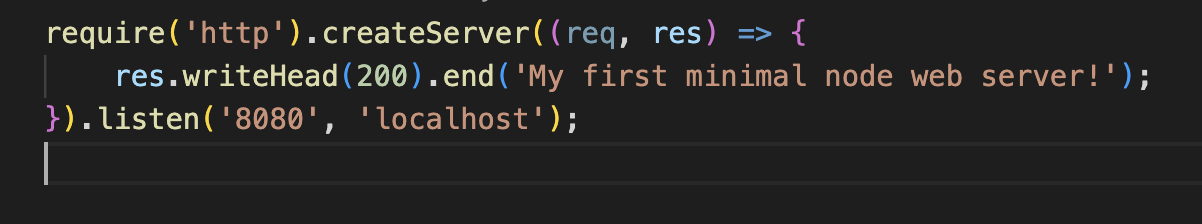 require('http').createServer((req, res) => {
    res.writeHead(200).end('My first minimal node web server!');
}).listen('8080', 'localhost');